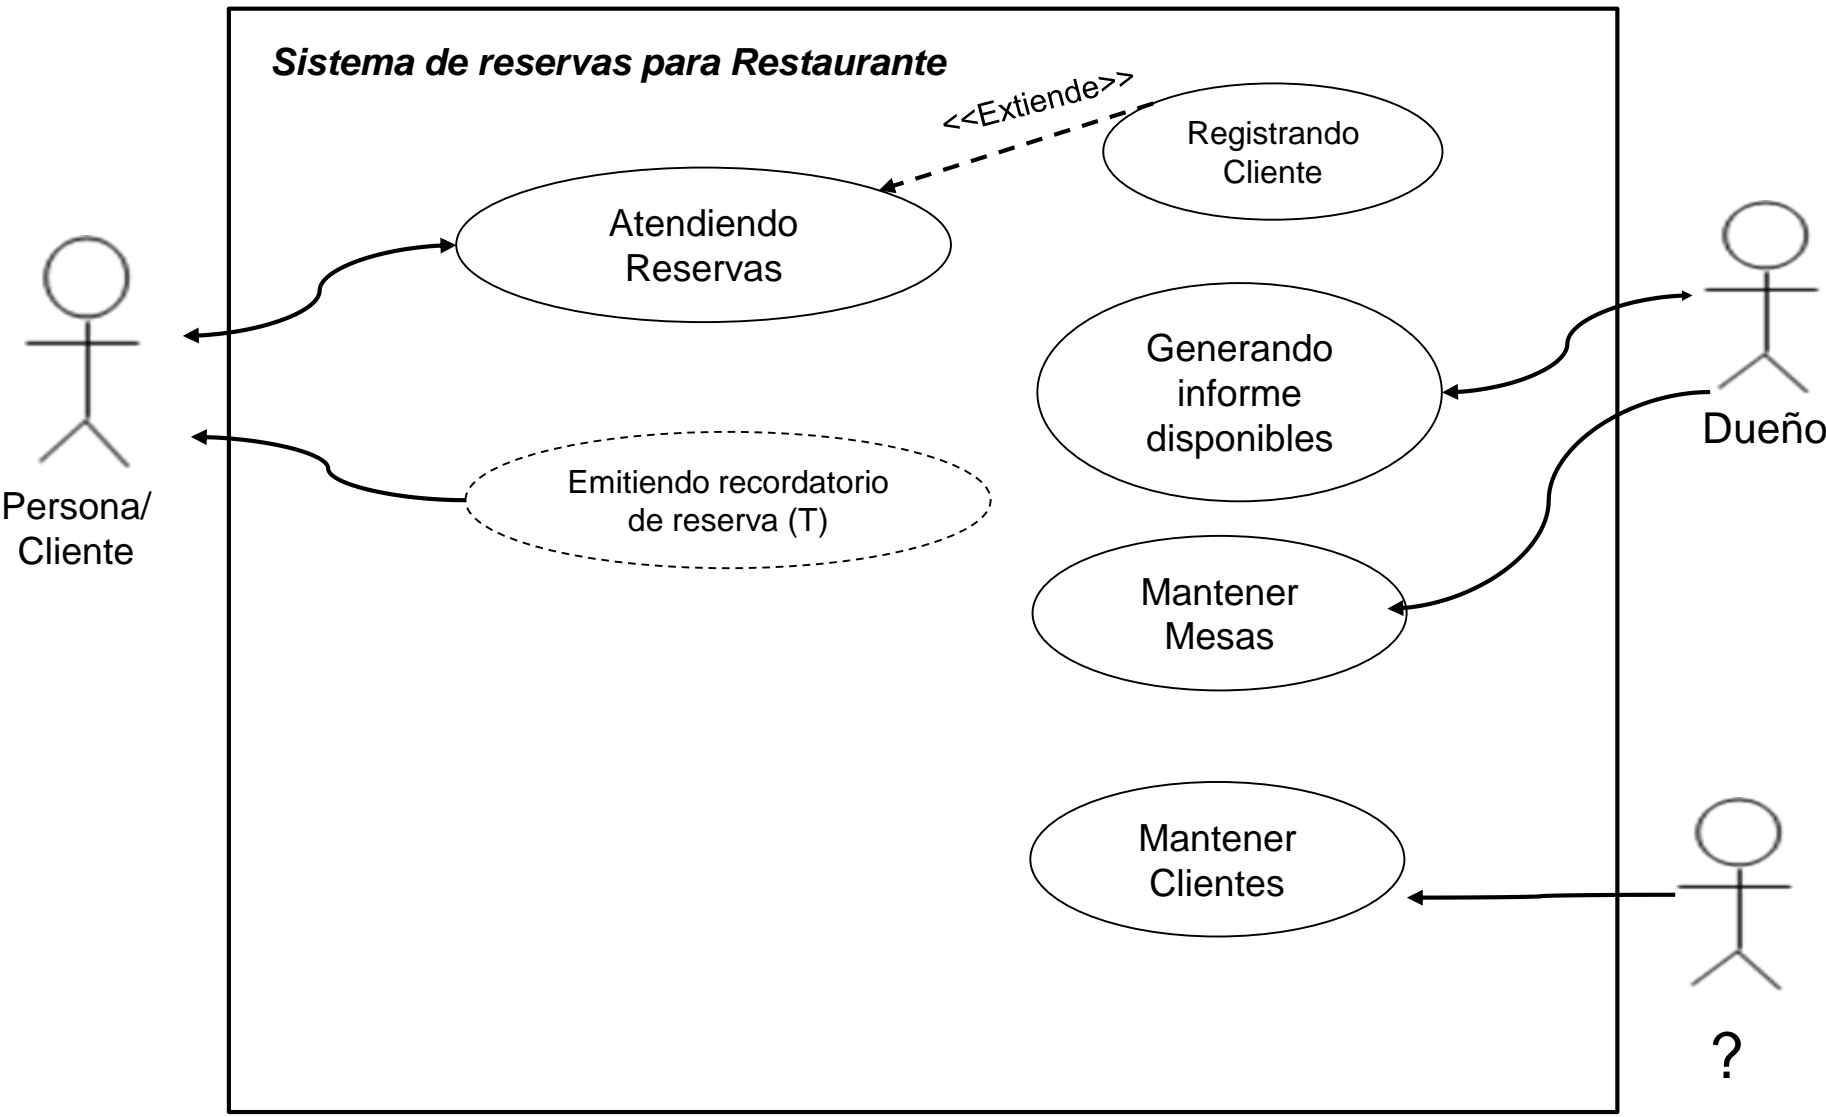 Sistema de reservas para Restaurante
<<Extiende>>
Registrando
Cliente
Atendiendo
Reservas
Generando
informe
disponibles
Dueño
Emitiendo recordatorio
de reserva (T)
Persona/
Cliente
Mantener
Mesas
Mantener
Clientes
?